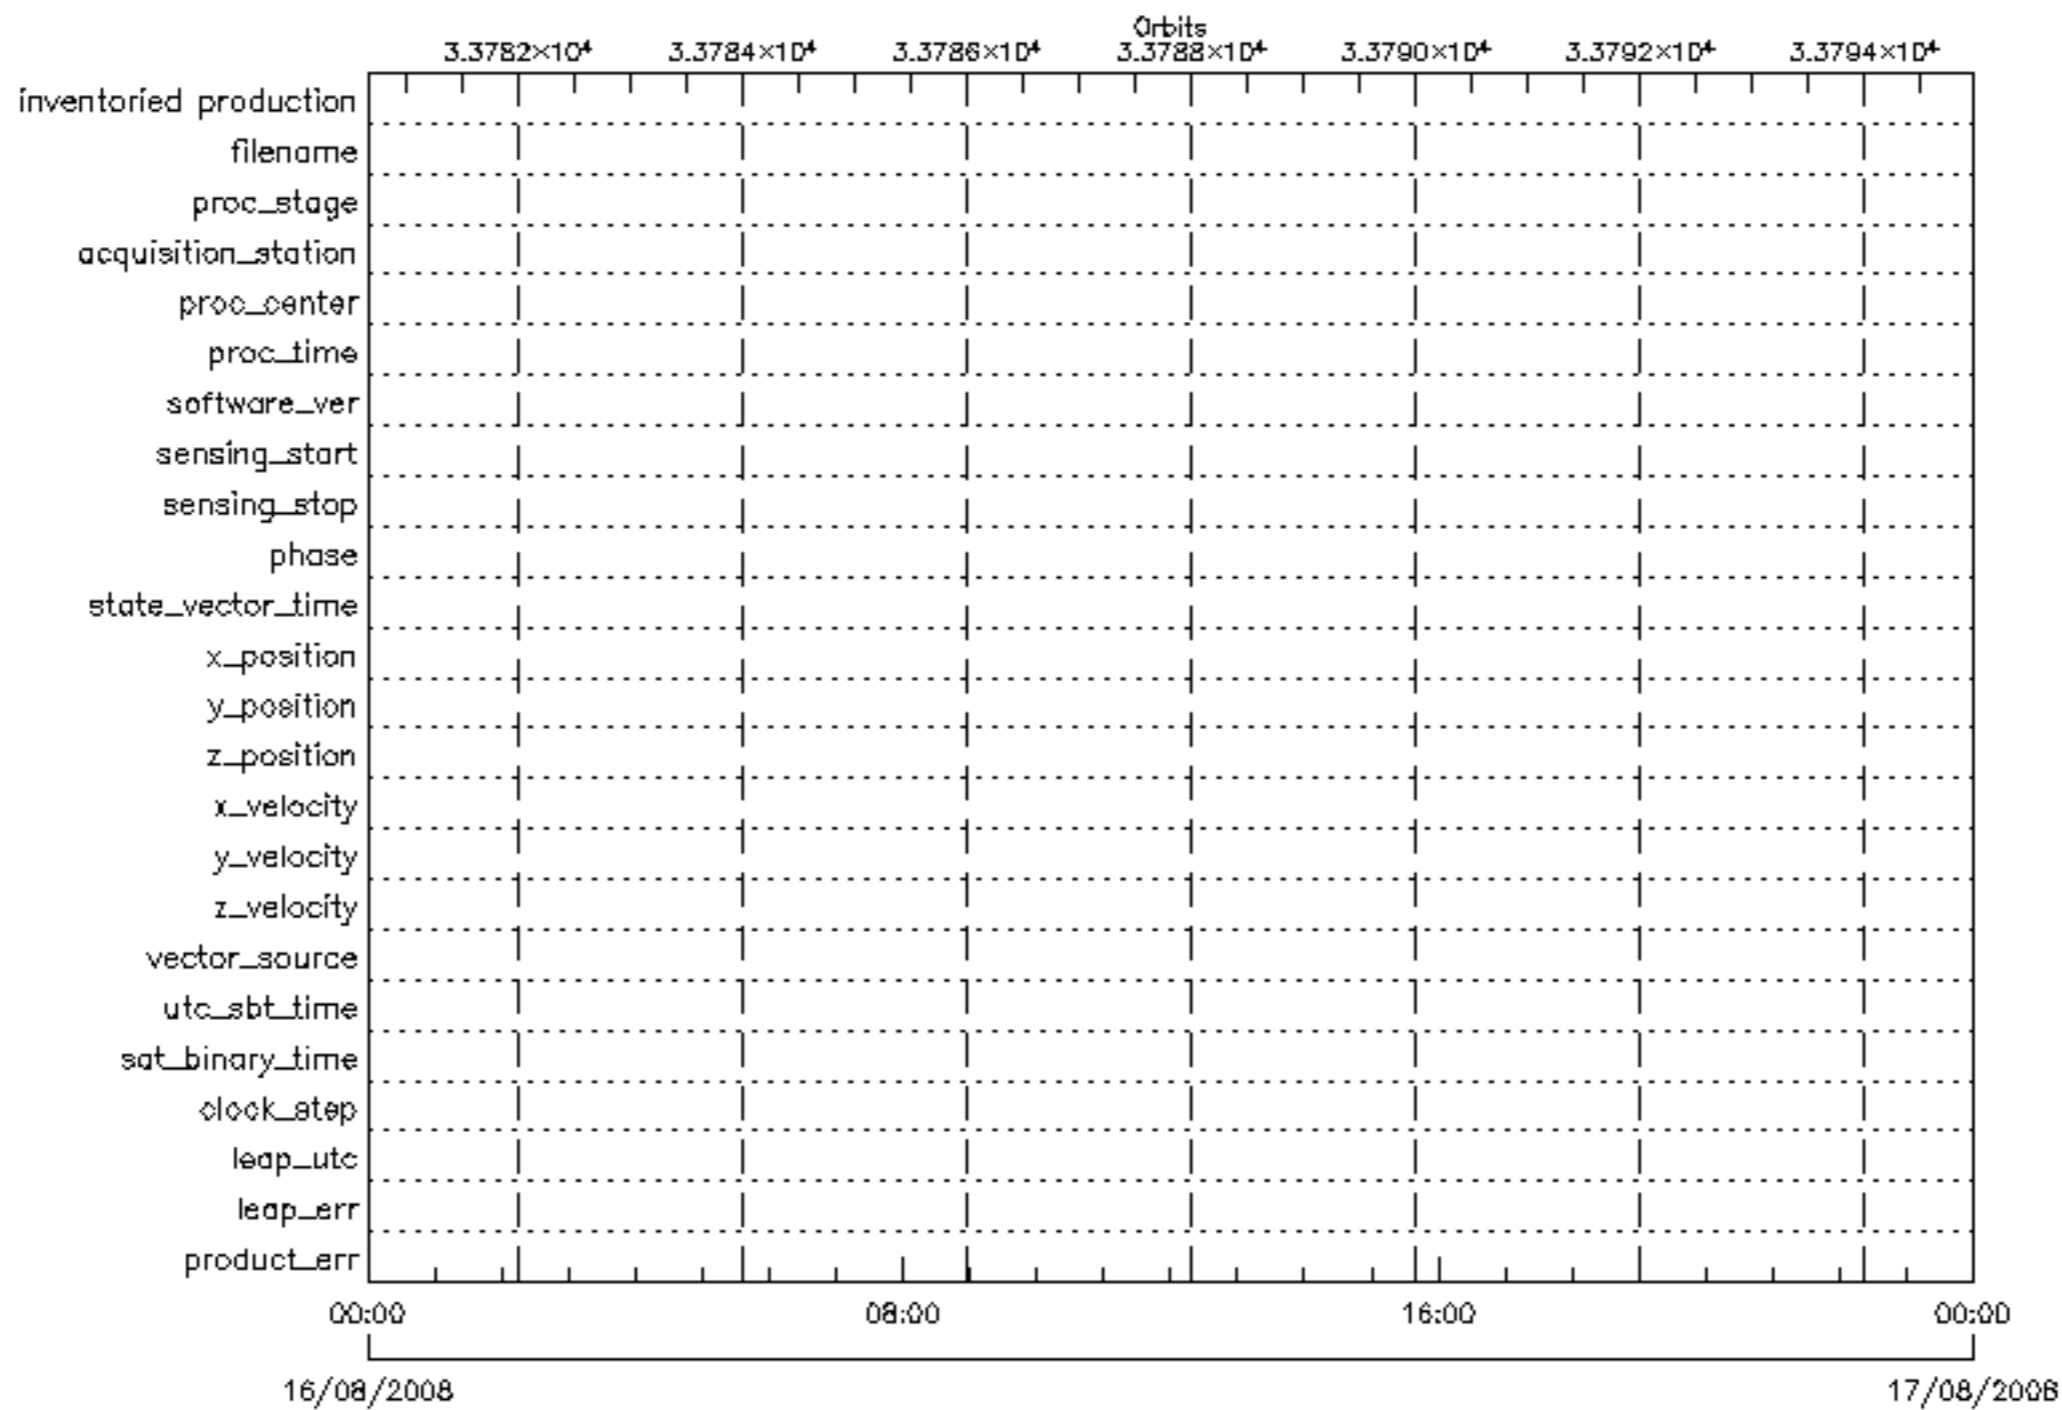 Orbits
3.3782×10⁴ 3.3784×10⁴ 3.3786×10⁴ 3.3788×10⁴ 3.3790×10⁴ 3.3792×10⁴ 3.3794×10⁴
inventoried production
filename
proc_stage
acquisition_station
proc_center
proc_time
software_ver
sensing_start
sensing_stop
phase
state_vector_time
x_position
y_position
z_position
x_velocity
y_velocity
z_velocity
vector_source
utc_sbt_time
sat_binary_time
clock_step
leap_utc
leap_err
product_err
00:00 08:00 16:00 00:00
16/08/2008 17/08/2008